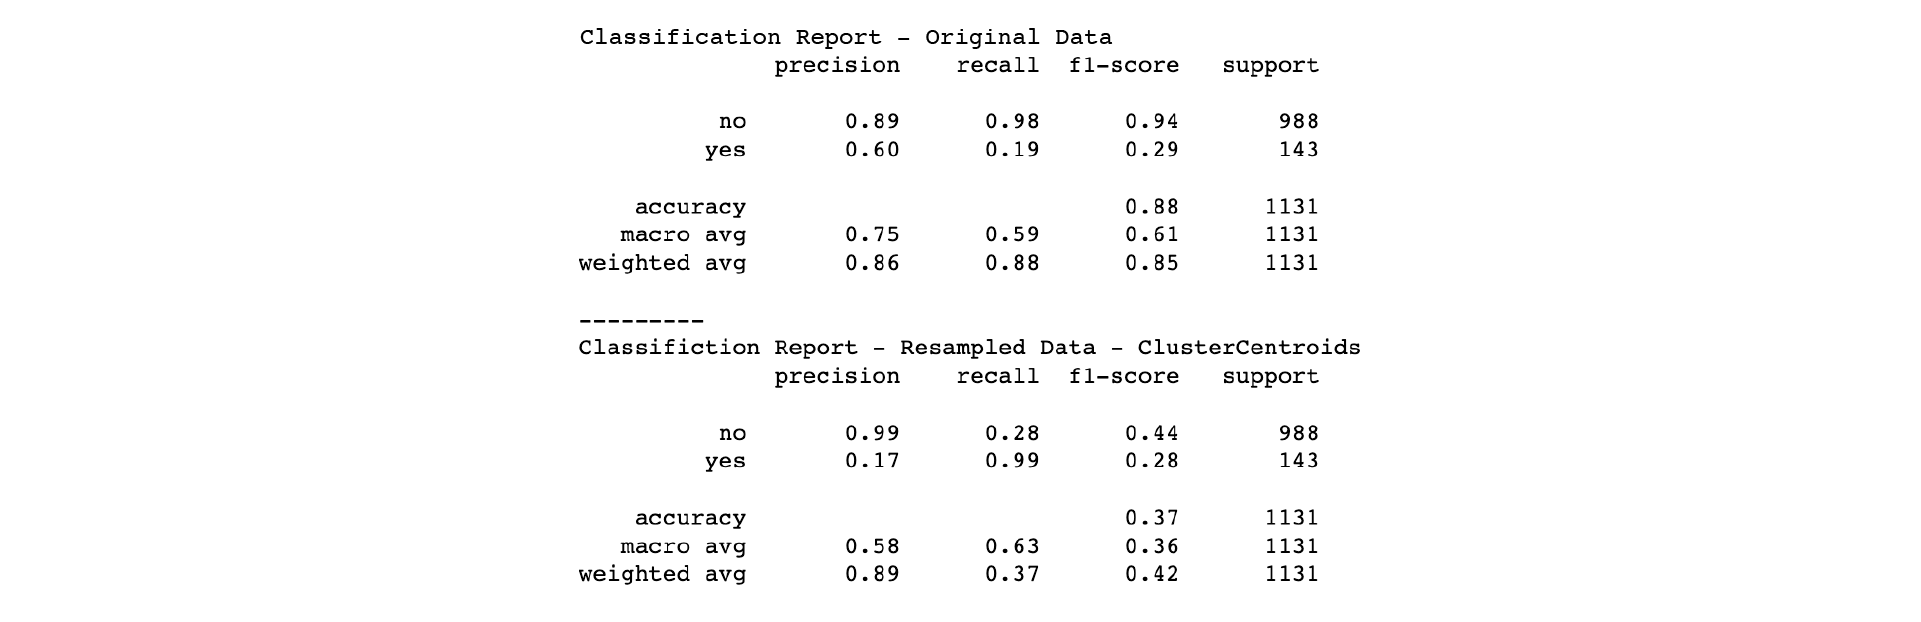 Classification Report – Original Data
precision recall f1–score support
no 0.89 0.98 0.94 988
yes 0.60 0.19 0.29 143
accuracy 0.88 1131
macro avg 0.75 0.59 0.61 1131
weighted avg 0.86 0.88 0.85 1131
–––––––––
Classifiction Report – Resampled Data – ClusterCentroids
precision recall f1–score support
no 0.99 0.28 0.44 988
yes 0.17 0.99 0.28 143
accuracy 0.37 1131
macro avg 0.58 0.63 0.36 1131
weighted avg 0.89 0.37 0.42 1131